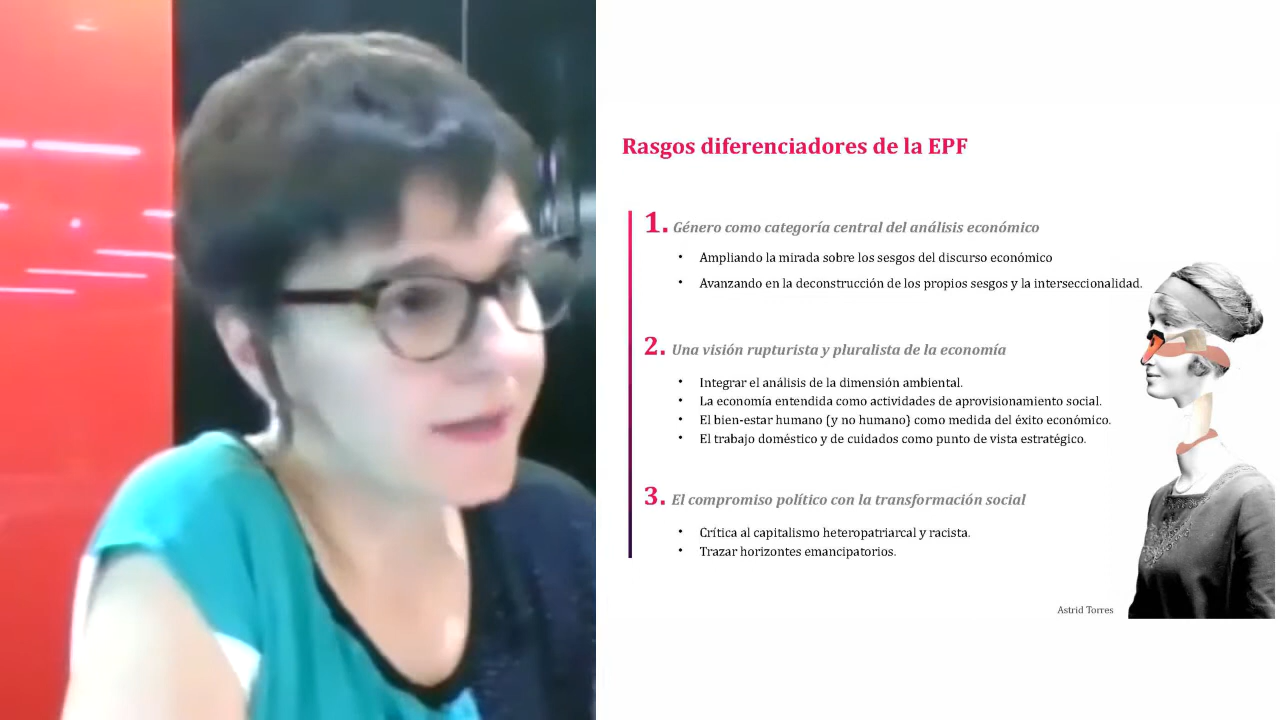 Rasgos diferenciadores de la EPF
1. Género como categoría central del análisis económico
• Ampliando la mirada sobre los sesgos del discurso económico
• Avanzando en la deconstrucción de los propios sesgos y la interseccionalidad.
2. Una visión rupturista y pluralista de la economía
• Integrar el análisis de la dimensión ambiental.
• La economía entendida como actividades de aprovisionamiento social.
• El bien-estar humano (y no humano) como medida del éxito económico.
• El trabajo doméstico y de cuidados como punto de vista estratégico.
3. El compromiso político con la transformación social
• Crítica al capitalismo heteropatriarcal y racista.
• Trazar horizontes emancipatorios.
Astrid Torres